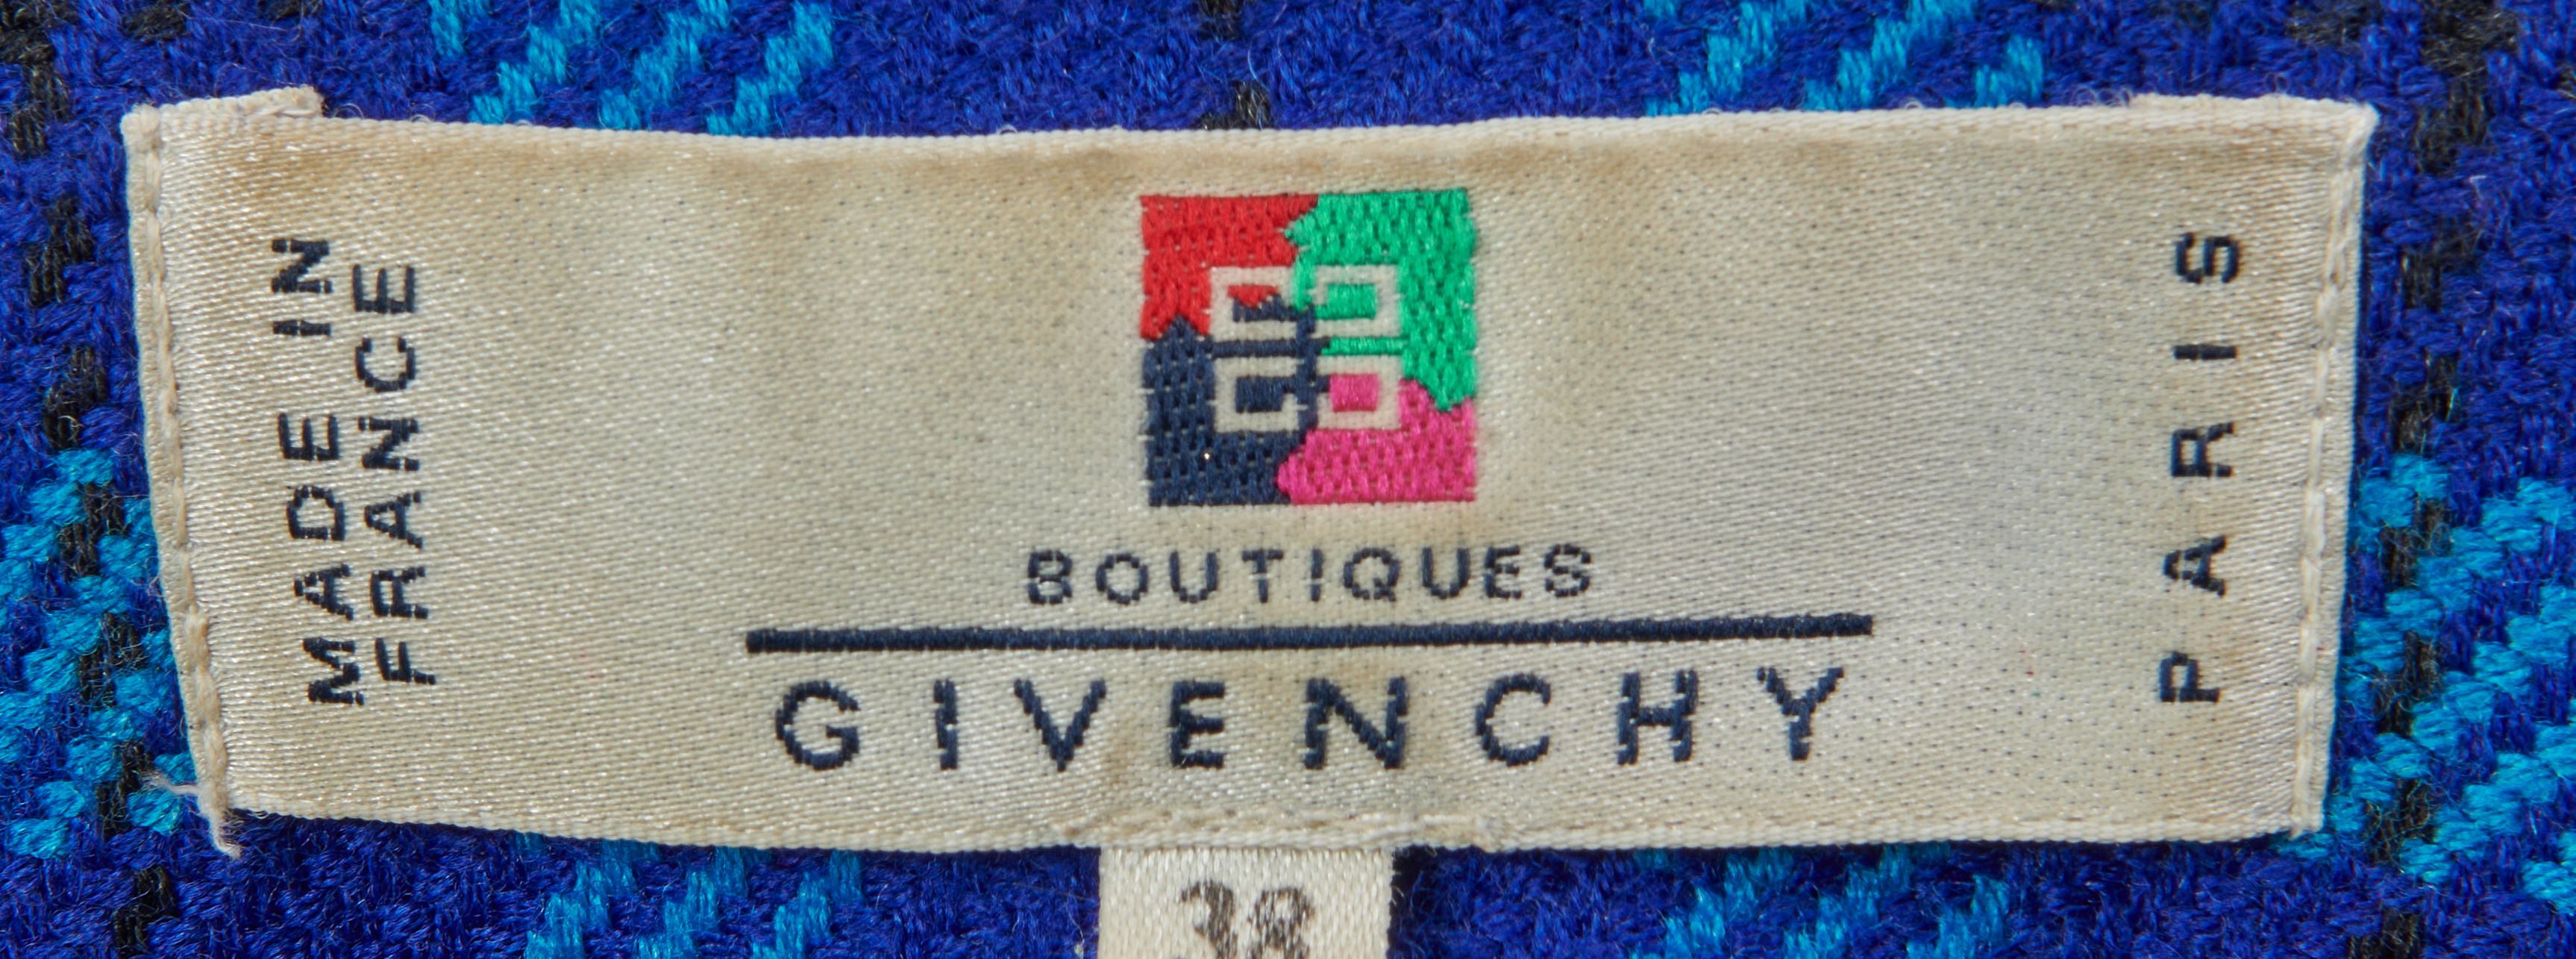 MADE IN
FRANCE
BOUTIQUES
GIVENCHY
PARIS
38